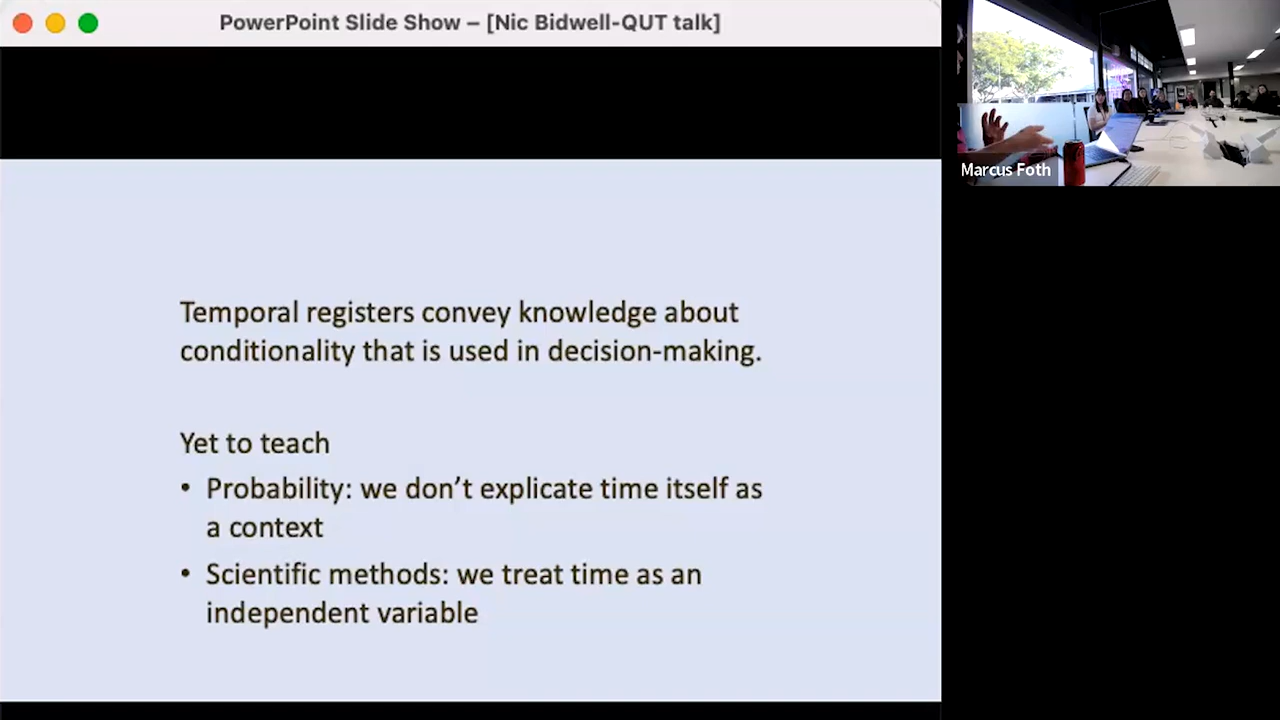 PowerPoint Slide Show – [Nic Bidwell-QUT talk]
Marcus Foth
Temporal registers convey knowledge about
conditionality that is used in decision-making.
Yet to teach
• Probability: we don’t explicate time itself as
a context
• Scientific methods: we treat time as an
independent variable